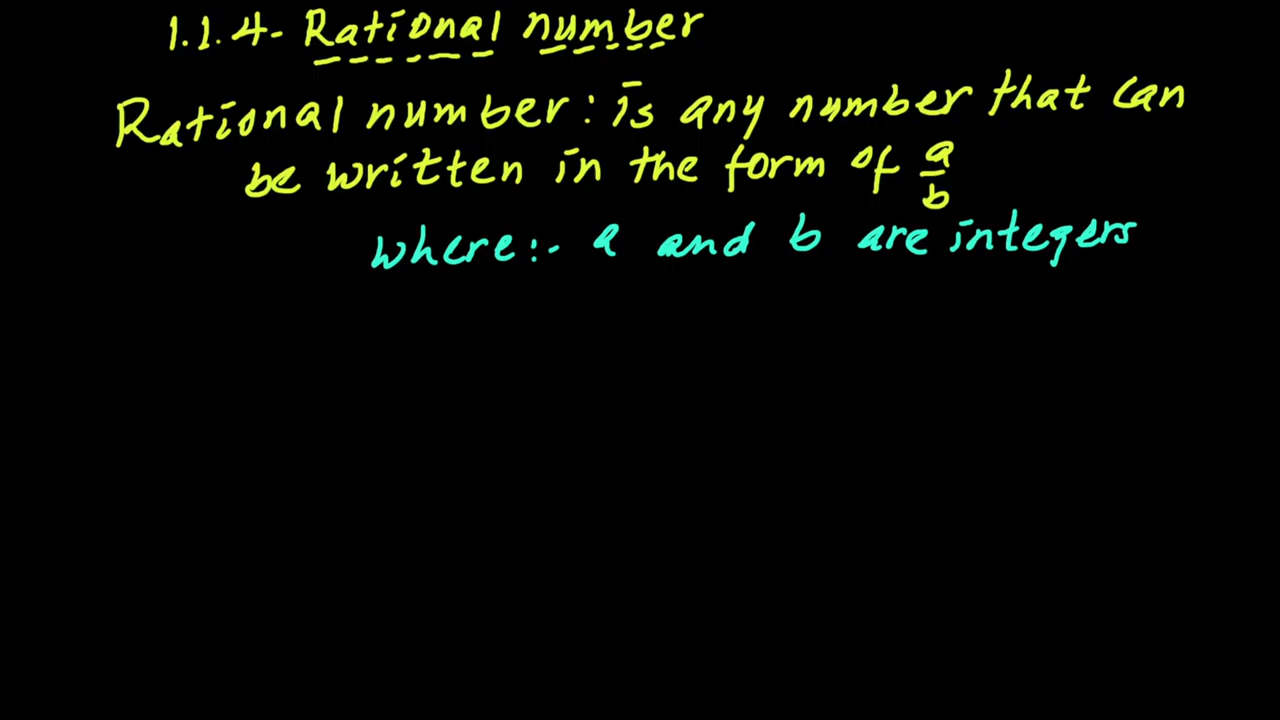 1.1.4- Rational number
Rational number: is any number that can
be written in the form of a/b
where:- a and b are integers